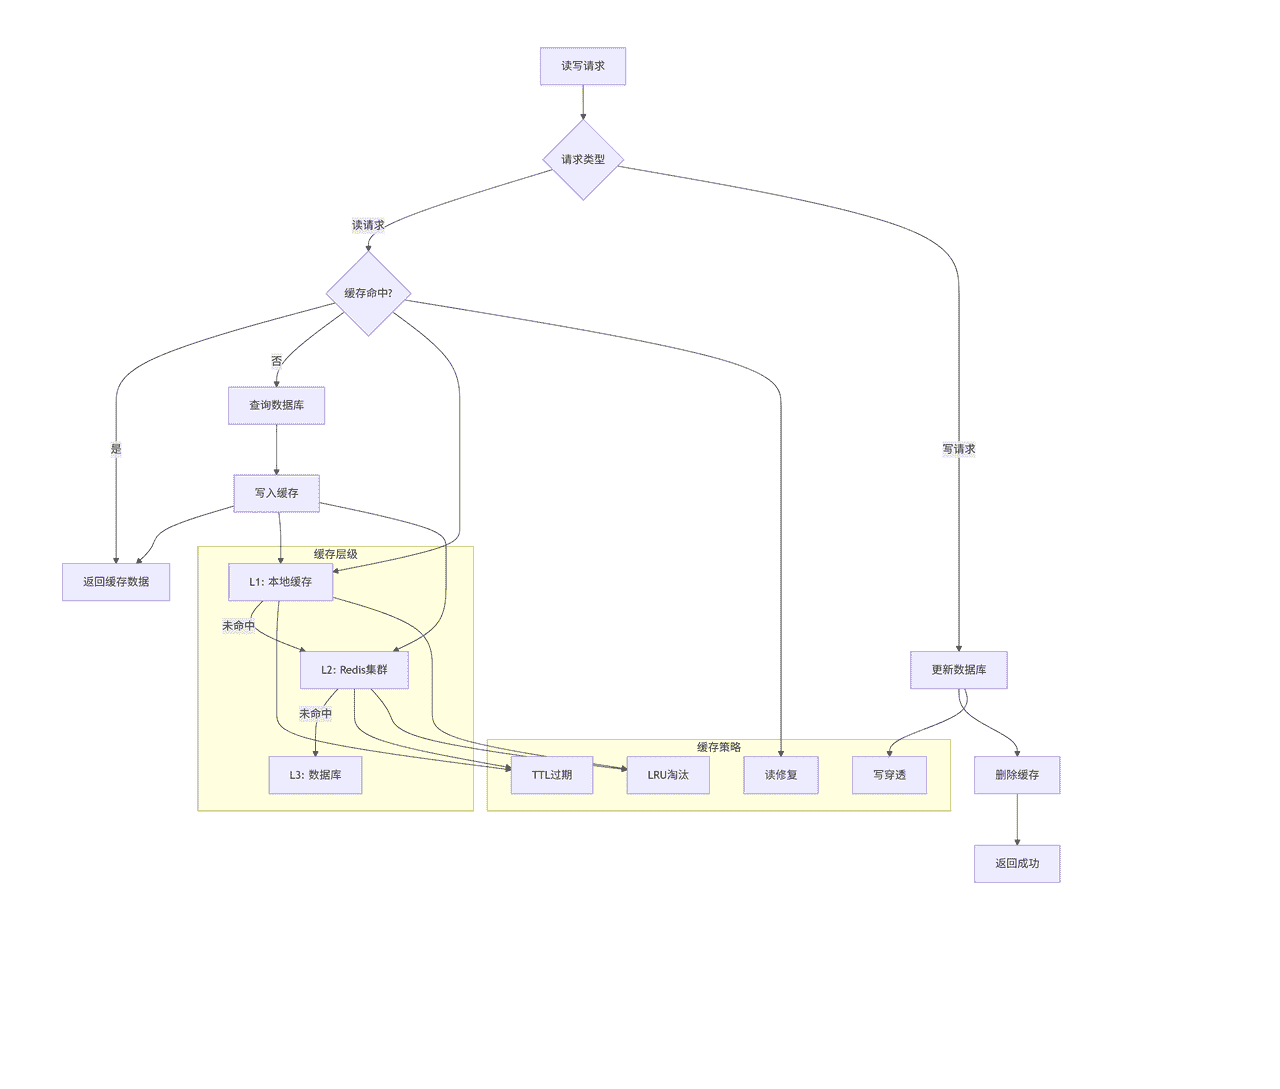 读写请求
请求类型
读请求
缓存命中?
否
查询数据库
是
写请求
写入缓存
缓存层级
返回缓存数据
L1: 本地缓存
未命中
L2: Redis集群
更新数据库
未命中
缓存策略
L3: 数据库
TTL过期
LRU淘汰
读修复
写穿透
删除缓存
返回成功